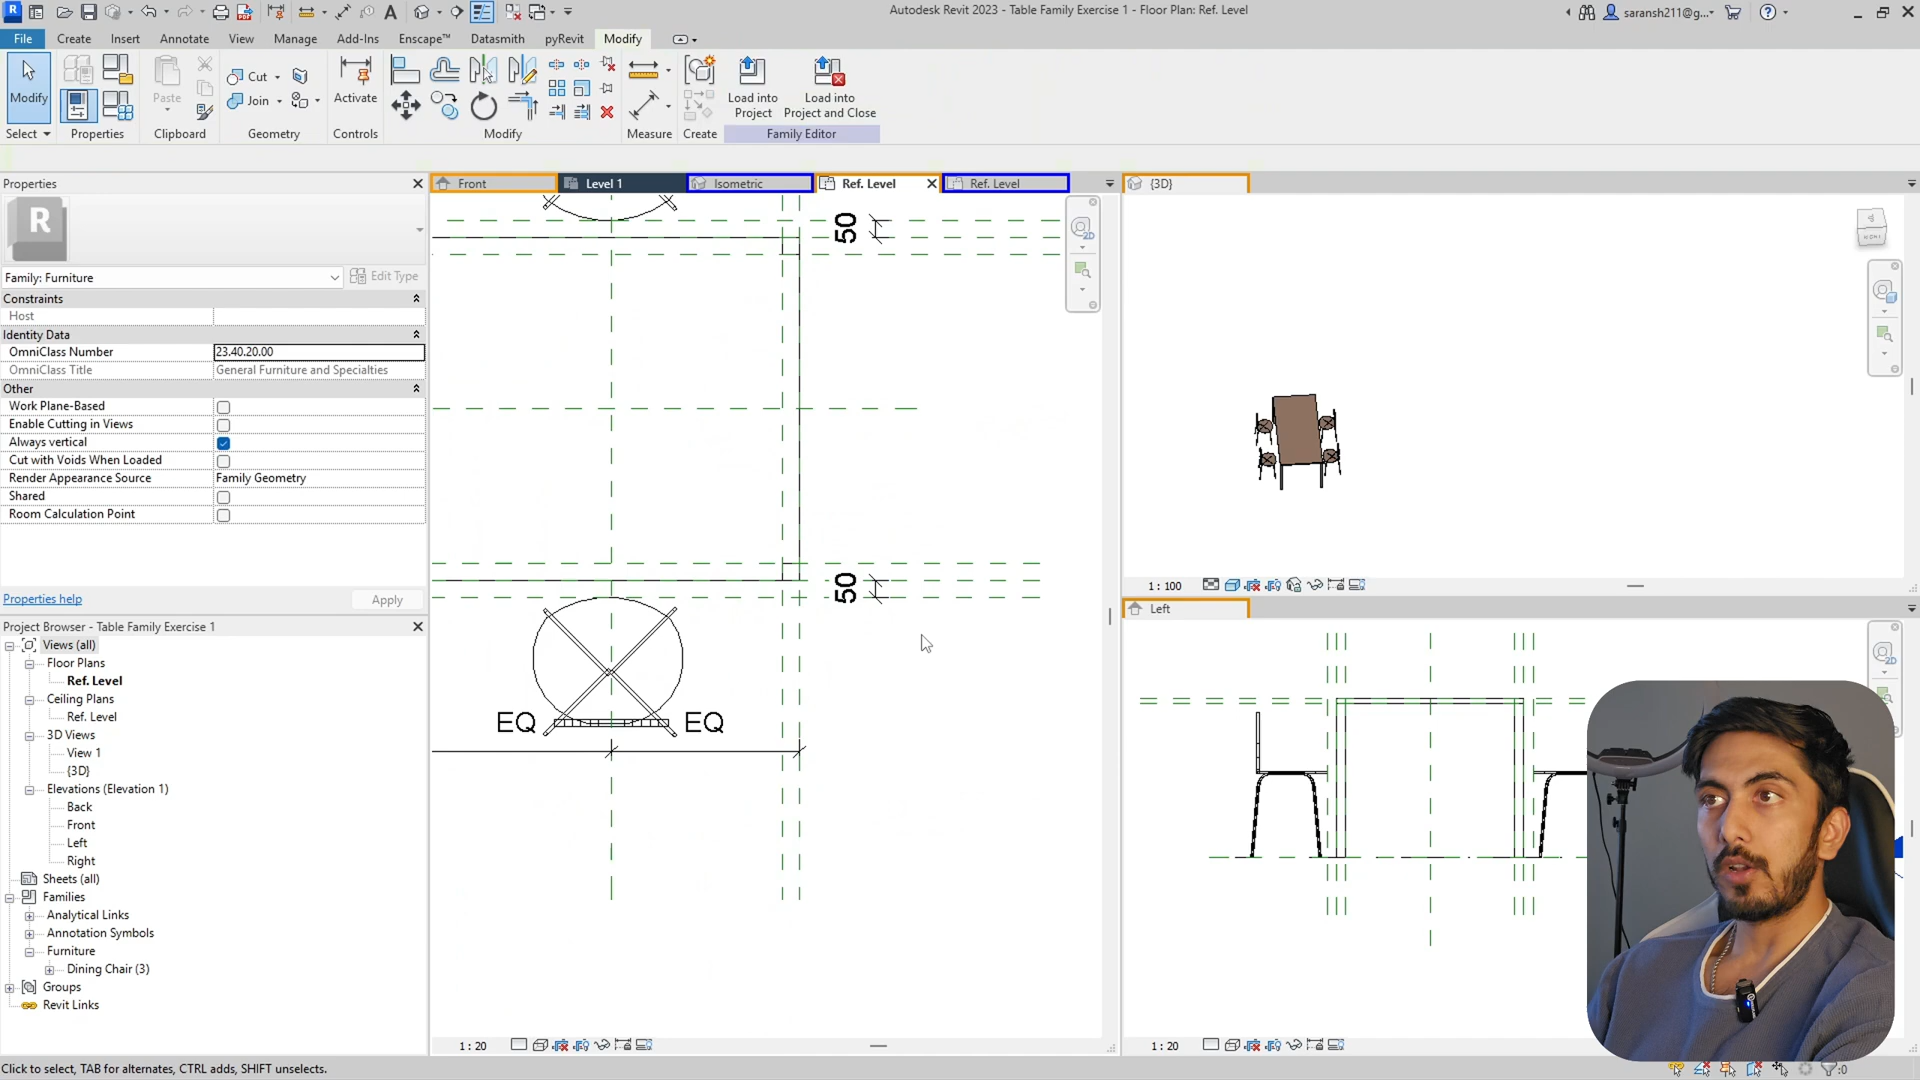 Autodesk Revit 2023 - Table Family Exercise 1 - Floor Plan: Ref. Level
saransh211@g...
File Create Insert Annotate View Manage Add-Ins Enscape™ Datasmith pyRevit Modify
Modify
Paste
Cut
Join
Activate
Load into Project
Load into Project and Close
Select Properties Clipboard Geometry Controls Modify Measure Create Family Editor
Properties
Front
Level 1
Isometric
Ref. Level
Ref. Level
{3D}
R
Family: Furniture
Edit Type
Constraints
Host
Identity Data
OmniClass Number 23.40.20.00
OmniClass Title General Furniture and Specialties
Other
Work Plane-Based
Enable Cutting in Views
Always vertical
Cut with Voids When Loaded
Render Appearance Source Family Geometry
Shared
Room Calculation Point
Properties help
Apply
Project Browser - Table Family Exercise 1
Views (all)
Floor Plans
Ref. Level
Ceiling Plans
Ref. Level
3D Views
View 1
{3D}
Elevations (Elevation 1)
Back
Front
Left
Right
Sheets (all)
Families
Analytical Links
Annotation Symbols
Furniture
Dining Chair (3)
Groups
Revit Links
50
50
EQ EQ
2D
1 : 20
1 : 100
Left
2D
1 : 20
Click to select, TAB for alternates, CTRL adds, SHIFT unselects.
:0